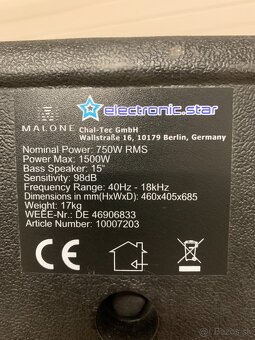 MALONE
electronic.star
Chal-Tec GmbH
Wallstraße 16, 10179 Berlin, Germany
Nominal Power: 750W RMS
Power Max: 1500W
Bass Speaker: 15"
Sensitivity: 98dB
Frequency Range: 40Hz - 18kHz
Dimensions in mm(HxWxD): 460x405x685
Weight: 17kg
WEEE-Nr.: DE 46906833
Article Number: 10007203
CE